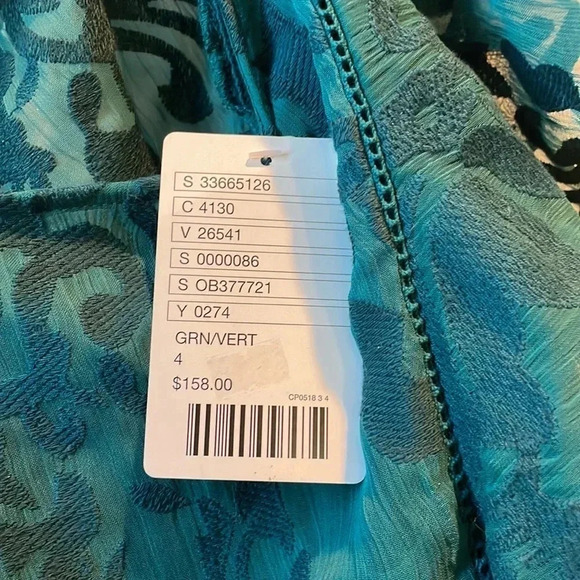 S 33665126
C 4130
V 26541
S 0000086
S OB377721
Y 0274
GRN/VERT
4
$158.00
CP0518 3 4